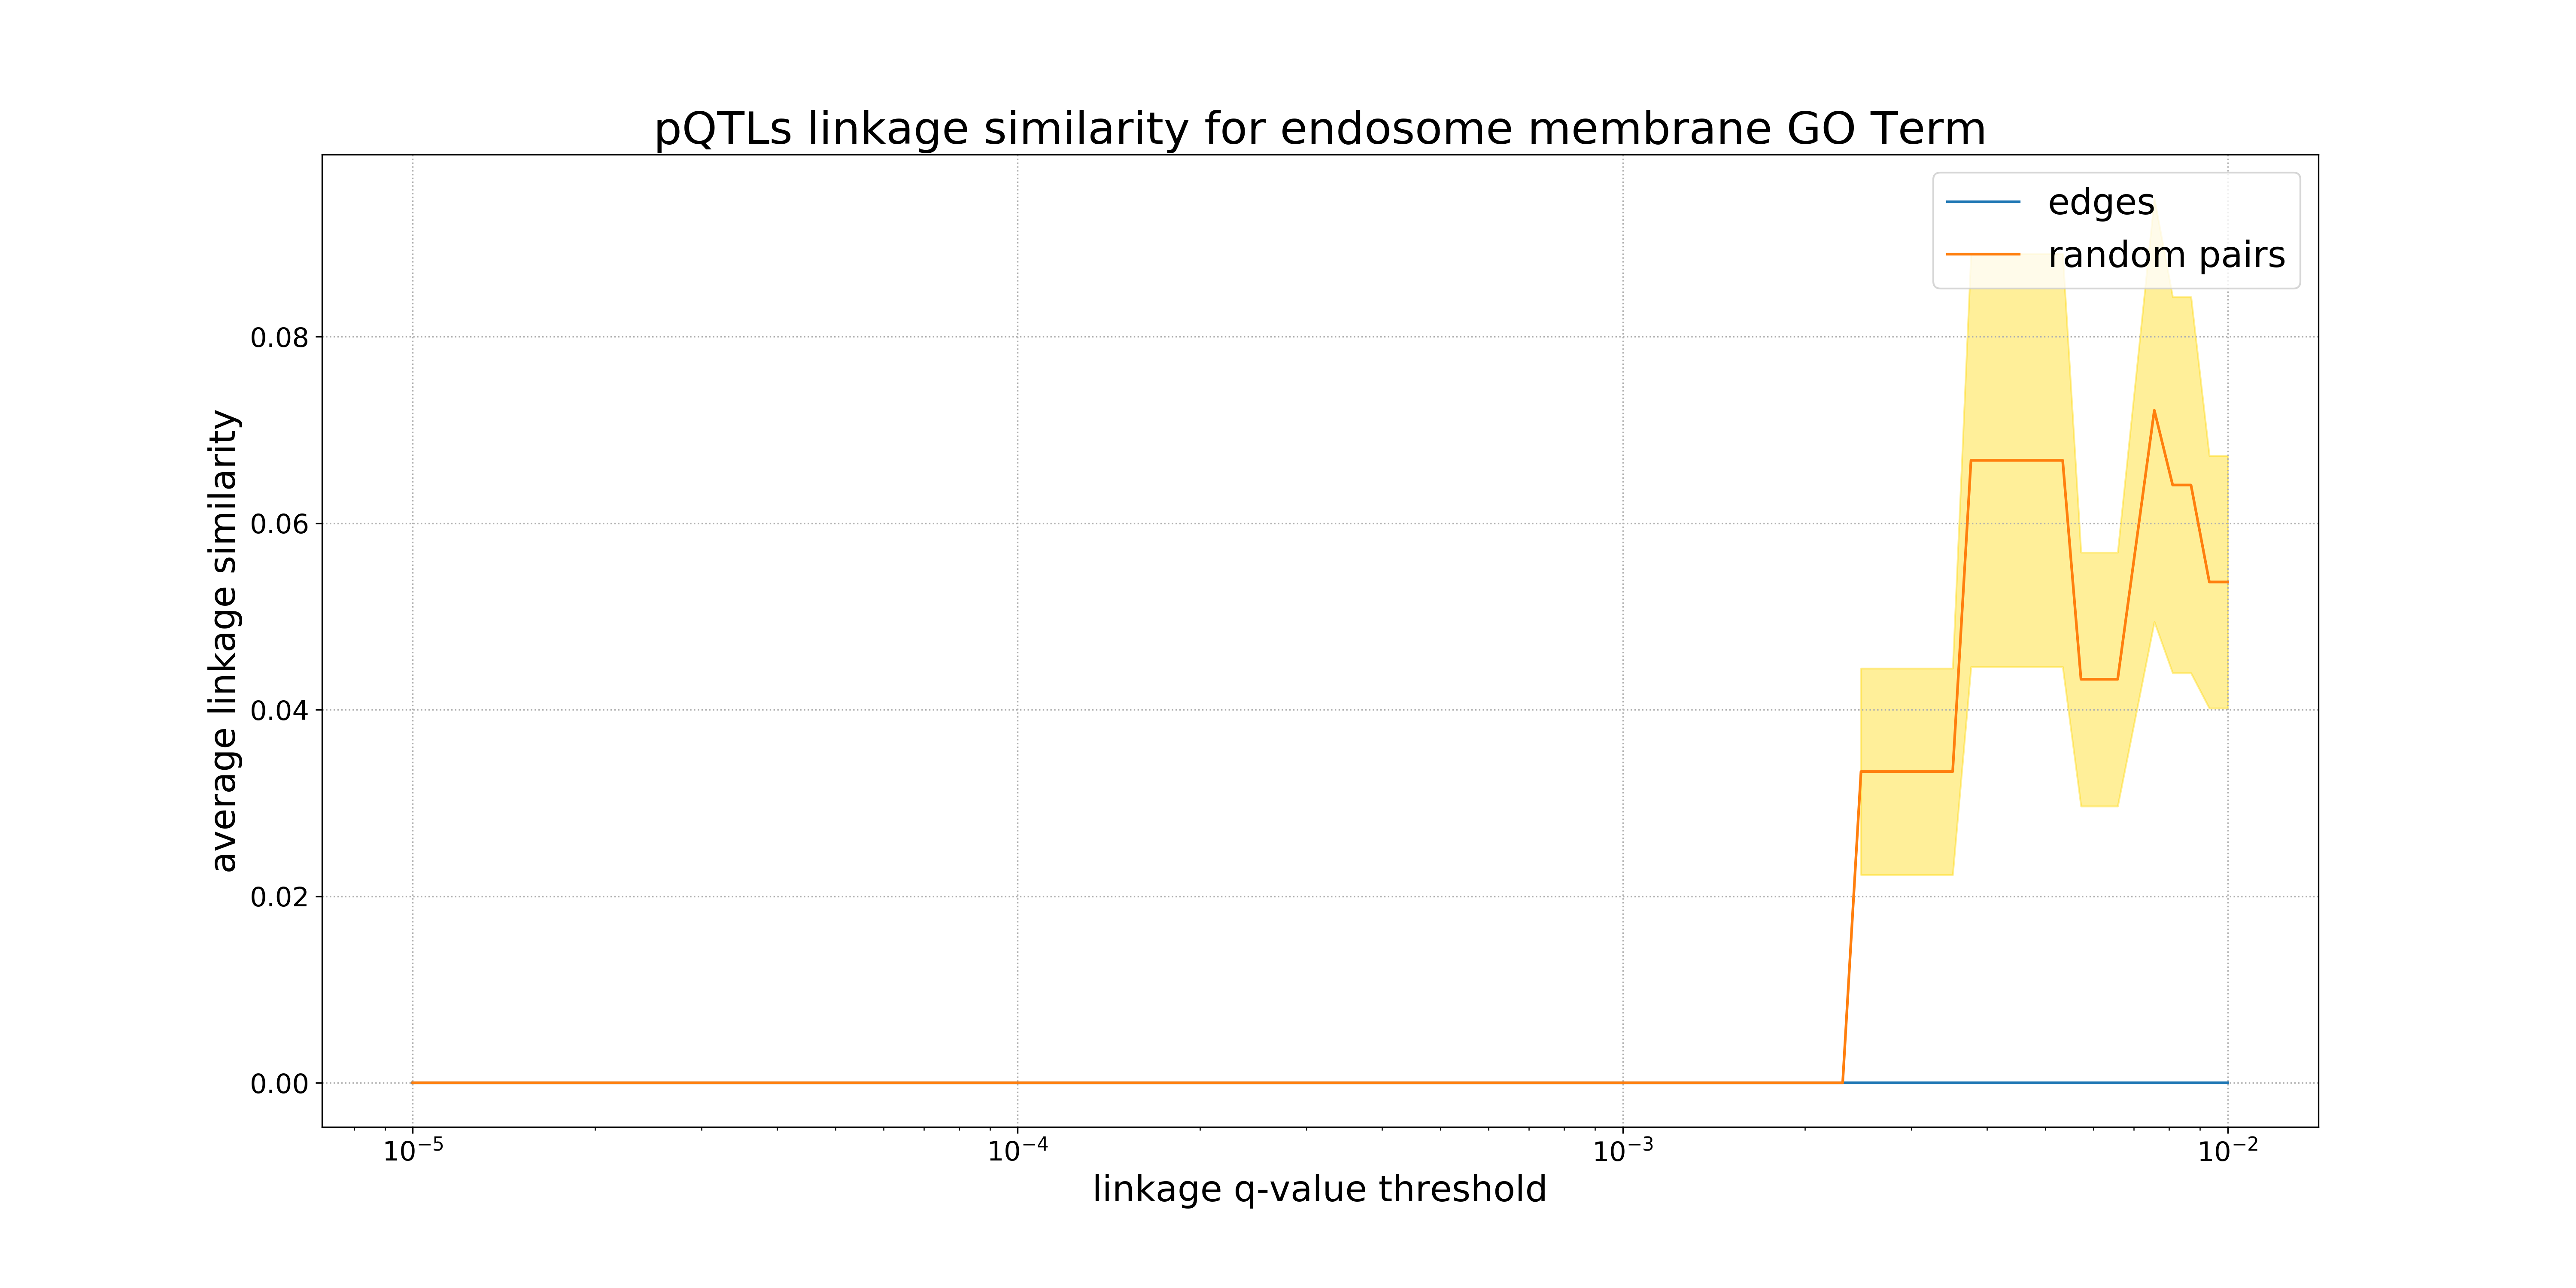 pQTLs linkage similarity for endosome membrane GO Term
edges
random pairs
average linkage similarity
0.08
0.06
0.04
0.02
0.00
10⁻⁵
10⁻⁴
10⁻³
10⁻²
linkage q-value threshold